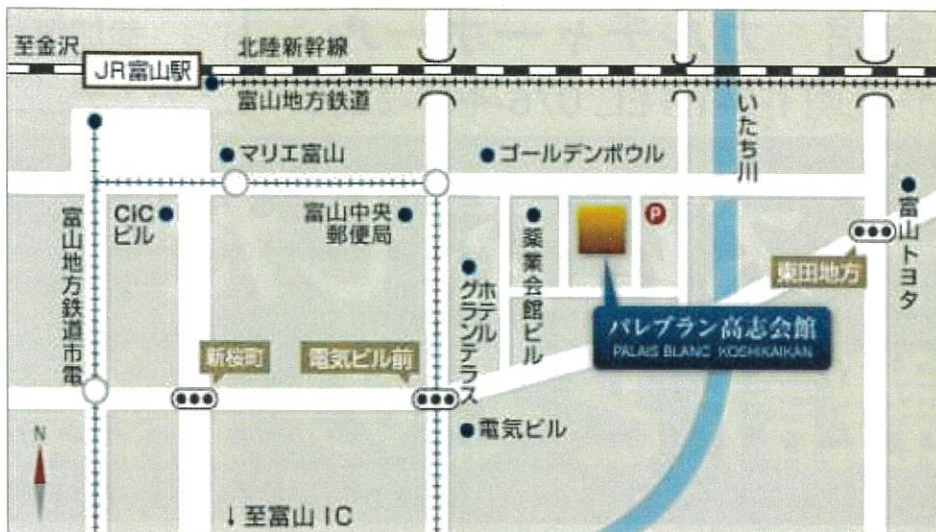 至金沢
JR富山駅
北陸新幹線
富山地方鉄道
いたち川
マリエ富山
ゴールデンボウル
富山地方鉄道市電
CiC
ビル
富山中央
郵便局
ホテル
グランテラス
薬業会館ビル
P
富山トヨタ
東田地方
パレブラン高志会館
PALAIS BLANC KOSHIKAIKAN
新桜町
電気ビル前
電気ビル
N
↓至富山IC